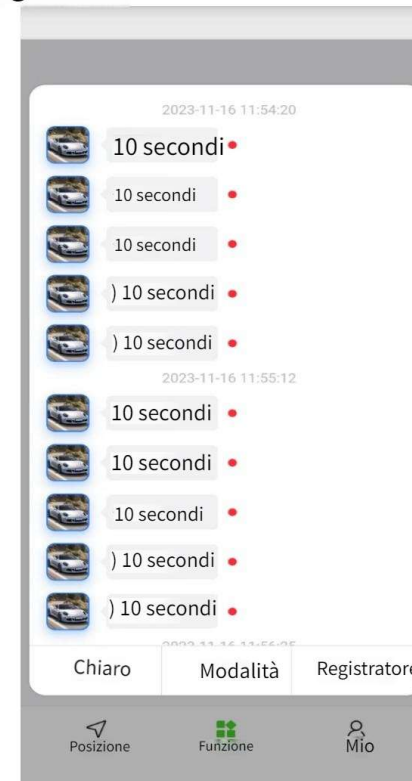 2023-11-16 11:54:20
10 secondi
10 secondi
10 secondi
) 10 secondi
) 10 secondi
2023-11-16 11:55:12
10 secondi
10 secondi
10 secondi
) 10 secondi
) 10 secondi
Chiaro Modalità Registratore
Posizione Funzione Mio